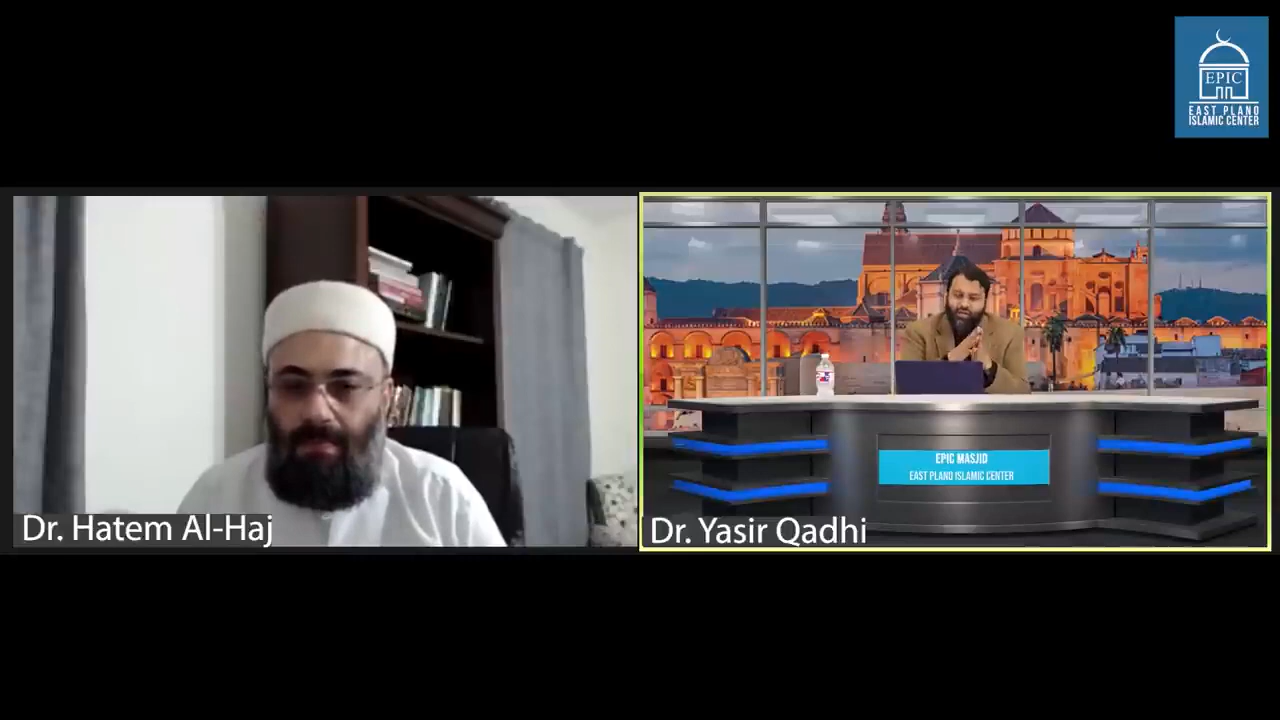 EPIC
EAST PLANO
ISLAMIC CENTER
Dr. Hatem Al-Haj
EPIC MASJID
EAST PLANO ISLAMIC CENTER
Dr. Yasir Qadhi